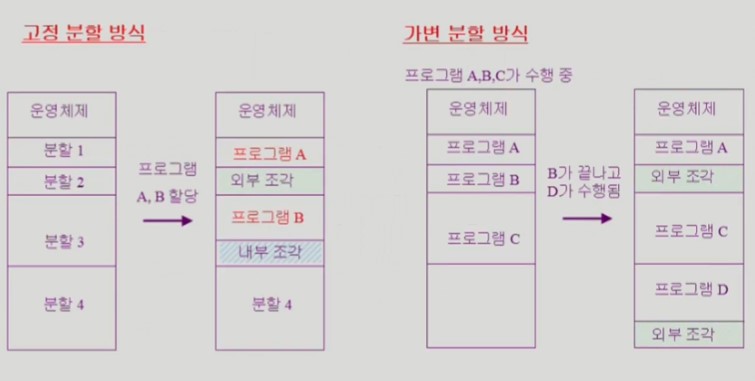 고정 분할 방식
운영체제
분할 1
분할 2
분할 3
분할 4
프로그램
A, B 할당
운영체제
프로그램 A
외부 조각
프로그램 B
내부 조각
분할 4
가변 분할 방식
프로그램 A,B,C가 수행 중
운영체제
프로그램 A
프로그램 B
프로그램 C
B가 끝나고
D가 수행됨
운영체제
프로그램 A
외부 조각
프로그램 C
프로그램 D
외부 조각